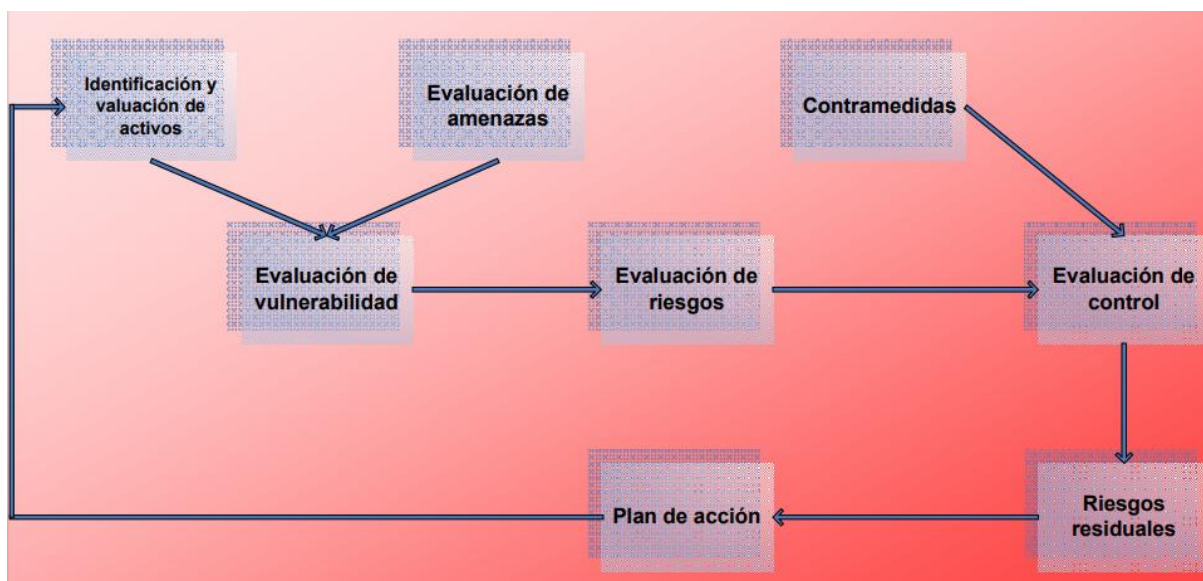 Identificación y
valuación de
activos
Evaluación de
amenazas
Contramedidas
Evaluación de
vulnerabilidad
Evaluación de
riesgos
Evaluación de
control
Plan de acción
Riesgos
residuales